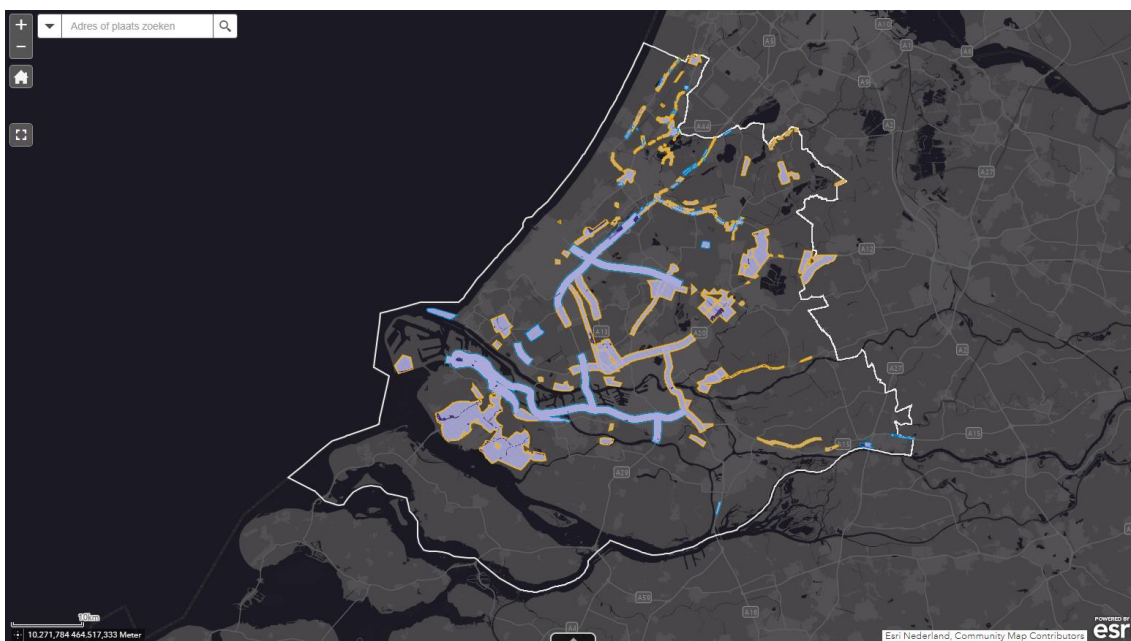 +
Adres of plaats zoeken
−
A10
A5
A1
A6
A9
A2
A44
A27
A12
A13
A20
A2
A27
A15
A15
A29
A59
A16
A4
10km
10.271,784 464.517,333 Meter
Esri Nederland, Community Map Contributors
POWERED BY
esri